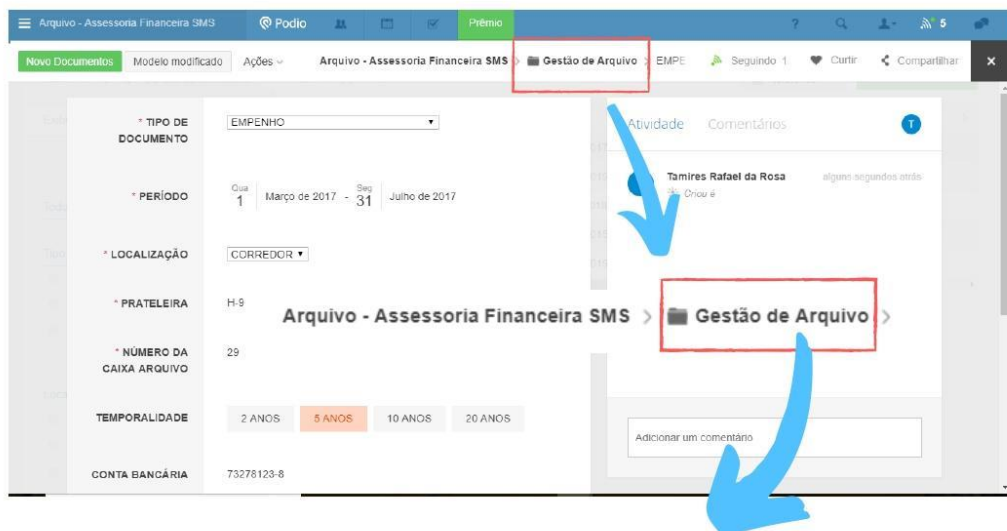 Arquivo - Assessoria Financeira SMS
Podio
Prêmio
?
5
Novo Documentos
Modelo modificado
Ações
Arquivo - Assessoria Financeira SMS > Gestão de Arquivo > EMPE
Seguindo 1
Curtir
Compartilhar
×
* TIPO DE
DOCUMENTO
EMPENHO
* PERÍODO
Qua
1 Março de 2017 - Seg
31 Julho de 2017
* LOCALIZAÇÃO
CORREDOR
* PRATELEIRA
H-9
* NÚMERO DA
CAIXA ARQUIVO
29
TEMPORALIDADE
2 ANOS 5 ANOS 10 ANOS 20 ANOS
CONTA BANCÁRIA
73278123-8
Atividade Comentários
T
Tamires Rafael da Rosa
alguns segundos atrás
Criou é
Arquivo - Assessoria Financeira SMS > Gestão de Arquivo >
Adicionar um comentário